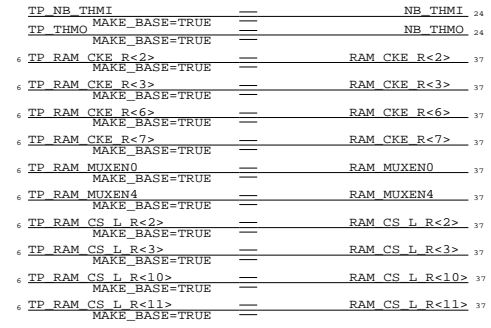 TP_NB_THMI NB_THMI 24
MAKE_BASE=TRUE
TP_THMO NB_THMO 24
MAKE_BASE=TRUE
6 TP_RAM_CKE_R<2> RAM_CKE_R<2> 37
MAKE_BASE=TRUE
6 TP_RAM_CKE_R<3> RAM_CKE_R<3> 37
MAKE_BASE=TRUE
6 TP_RAM_CKE_R<6> RAM_CKE_R<6> 37
MAKE_BASE=TRUE
6 TP_RAM_CKE_R<7> RAM_CKE_R<7> 37
MAKE_BASE=TRUE
6 TP_RAM_MUXEN0 RAM_MUXEN0 37
MAKE_BASE=TRUE
6 TP_RAM_MUXEN4 RAM_MUXEN4 37
MAKE_BASE=TRUE
6 TP_RAM_CS_L_R<2> RAM_CS_L_R<2> 37
MAKE_BASE=TRUE
6 TP_RAM_CS_L_R<3> RAM_CS_L_R<3> 37
MAKE_BASE=TRUE
6 TP_RAM_CS_L_R<10> RAM_CS_L_R<10> 37
MAKE_BASE=TRUE
6 TP_RAM_CS_L_R<11> RAM_CS_L_R<11> 37
MAKE_BASE=TRUE